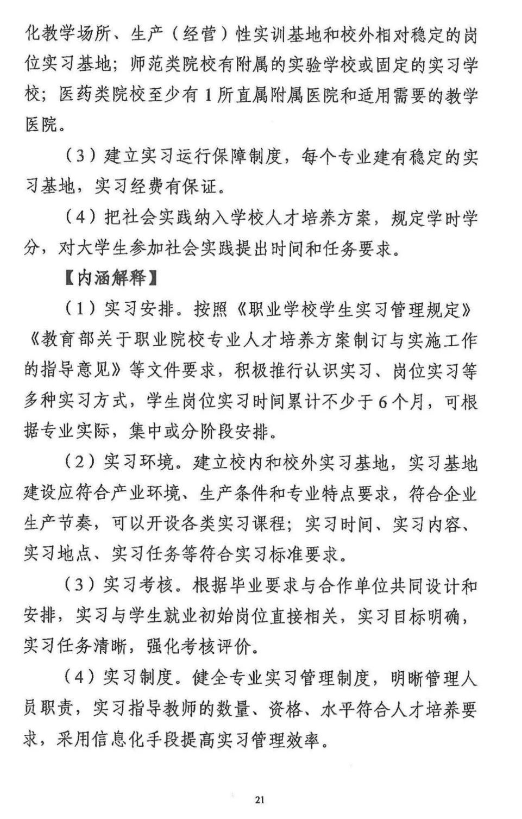 化教学场所、生产（经营）性实训基地和校外相对稳定的岗
位实习基地；师范类院校有附属的实验学校或固定的实习学
校；医药类院校至少有 1 所直属附属医院和适用需要的教学
医院。
（3）建立实习运行保障制度，每个专业建有稳定的实
习基地，实习经费有保证。
（4）把社会实践纳入学校人才培养方案，规定学时学
分，对大学生参加社会实践提出时间和任务要求。
【内涵解释】
（1）实习安排。按照《职业学校学生实习管理规定》
《教育部关于职业院校专业人才培养方案制订与实施工作
的指导意见》等文件要求，积极推行认识实习、岗位实习等
多种实习方式，学生岗位实习时间累计不少于 6 个月，可根
据专业实际，集中或分阶段安排。
（2）实习环境。建立校内和校外实习基地，实习基地
建设应符合产业环境、生产条件和专业特点要求，符合企业
生产节奏，可以开设各类实习课程；实习时间、实习内容、
实习地点、实习任务等符合实习标准要求。
（3）实习考核。根据毕业要求与合作单位共同设计和
安排，实习与学生就业初始岗位直接相关，实习目标明确，
实习任务清晰，强化考核评价。
（4）实习制度。健全专业实习管理制度，明晰管理人
员职责，实习指导教师的数量、资格、水平符合人才培养要
求，采用信息化手段提高实习管理效率。
21